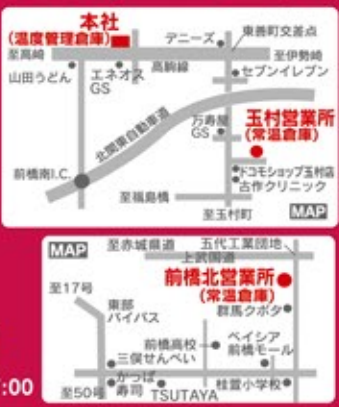 本社
(温度管理倉庫)
デニーズ
東善町交差点
至高崎
至伊勢崎
山田うどん
エネオス
GS
高駒線
セブンイレブン
北関東自動車道
万寿屋
GS
玉村営業所
(常温倉庫)
前橋南I.C.
ドコモショップ玉村店
古作クリニック
至福島橋
至玉村町
MAP
MAP
至赤城県道
五代工業団地
上武国道
前橋北営業所
(常温倉庫)
至17号
群馬クボタ
東部
バイパス
前橋高校
ベイシア
前橋モール
三俣せんべい
かっぱ
寿司
至50号
TSUTAYA
桂萱小学校
:00